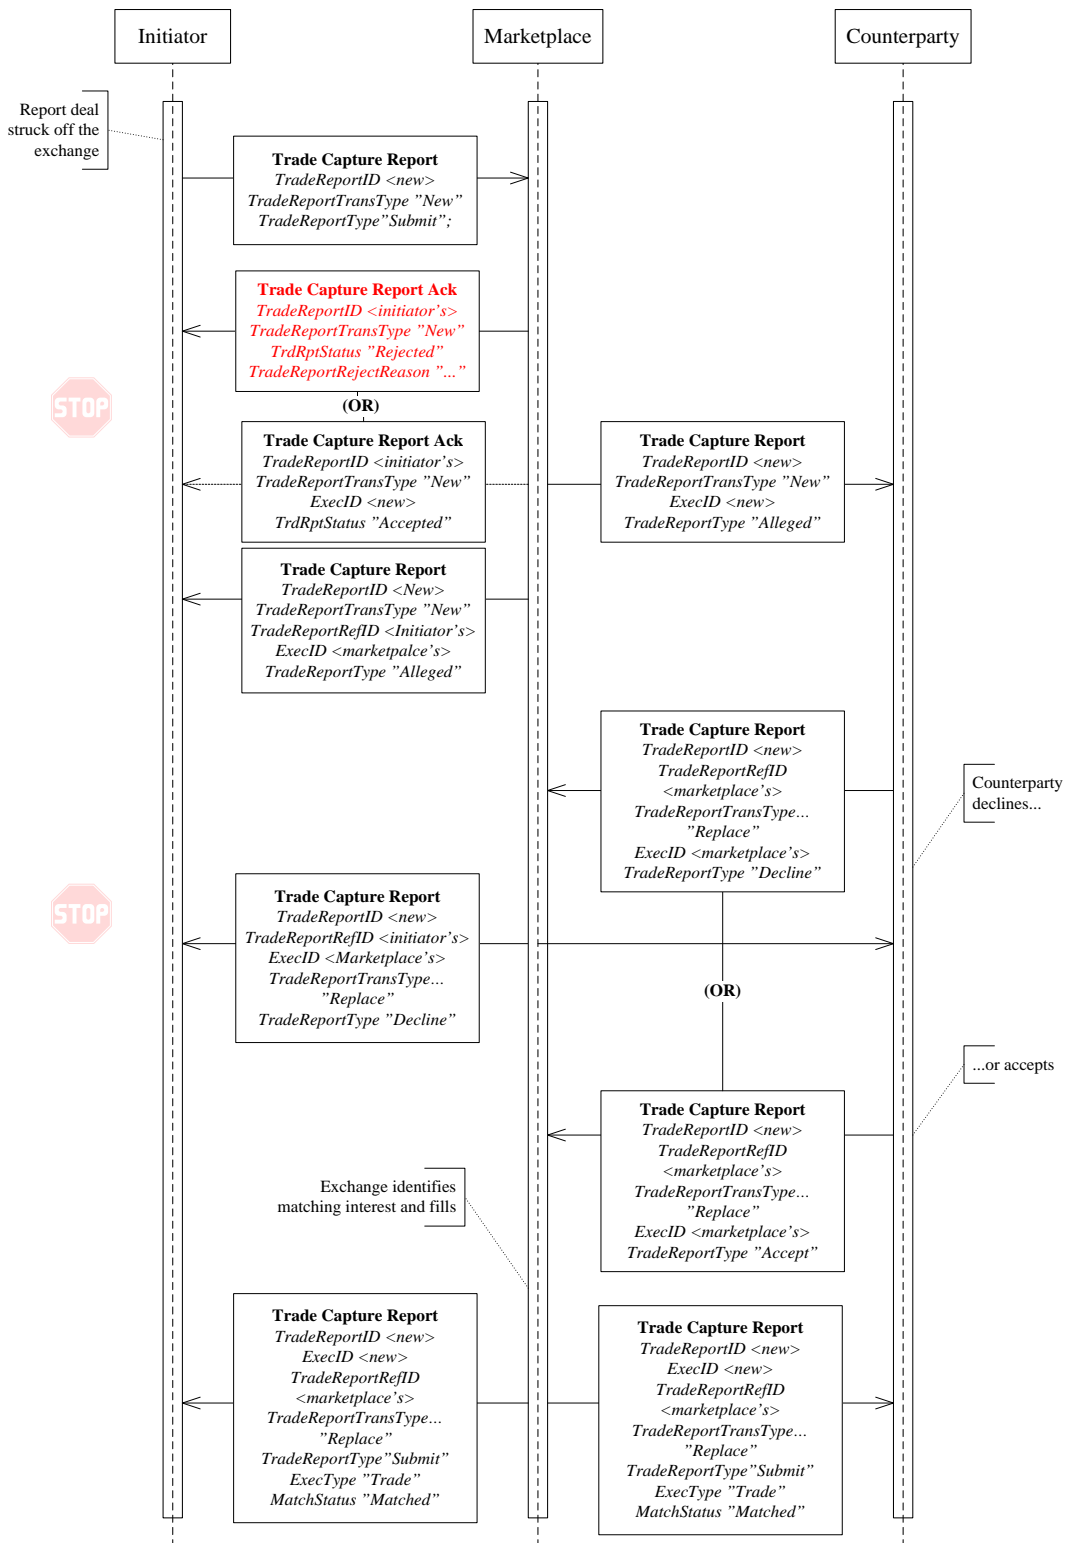 Initiator
Marketplace
Counterparty
Report deal
struck off the
exchange
Trade Capture Report
TradeReportID <new>
TradeReportTransType ”New”
TradeReportType”Submit”;
Trade Capture Report Ack
TradeReportID <initiator’s>
TradeReportTransType ”New”
TrdRptStatus ”Rejected”
TradeReportRejectReason ”...”
STOP
(OR)
Trade Capture Report Ack
TradeReportID <initiator’s>
TradeReportTransType ”New”
ExecID <new>
TrdRptStatus ”Accepted”
Trade Capture Report
TradeReportID <new>
TradeReportTransType ”New”
ExecID <new>
TradeReportType ”Alleged”
Trade Capture Report
TradeReportID <New>
TradeReportTransType ”New”
TradeReportRefID <Initiator’s>
ExecID <marketpalce’s>
TradeReportType ”Alleged”
Trade Capture Report
TradeReportID <new>
TradeReportRefID
<marketplace’s>
TradeReportTransType…
”Replace”
ExecID <marketplace’s>
TradeReportType ”Decline”
Counterparty
declines...
STOP
Trade Capture Report
TradeReportID <new>
TradeReportRefID <initiator’s>
ExecID <Marketplace’s>
TradeReportTransType…
”Replace”
TradeReportType ”Decline”
(OR)
...or accepts
Trade Capture Report
TradeReportID <new>
TradeReportRefID
<marketplace’s>
TradeReportTransType…
”Replace”
ExecID <marketplace’s>
TradeReportType ”Accept”
Exchange identifies
matching interest and fills
Trade Capture Report
TradeReportID <new>
ExecID <new>
TradeReportRefID
<marketplace’s>
TradeReportTransType…
”Replace”
TradeReportType”Submit”
ExecType ”Trade”
MatchStatus ”Matched”
Trade Capture Report
TradeReportID <new>
ExecID <new>
TradeReportRefID
<marketplace’s>
TradeReportTransType…
”Replace”
TradeReportType”Submit”
ExecType ”Trade”
MatchStatus ”Matched”